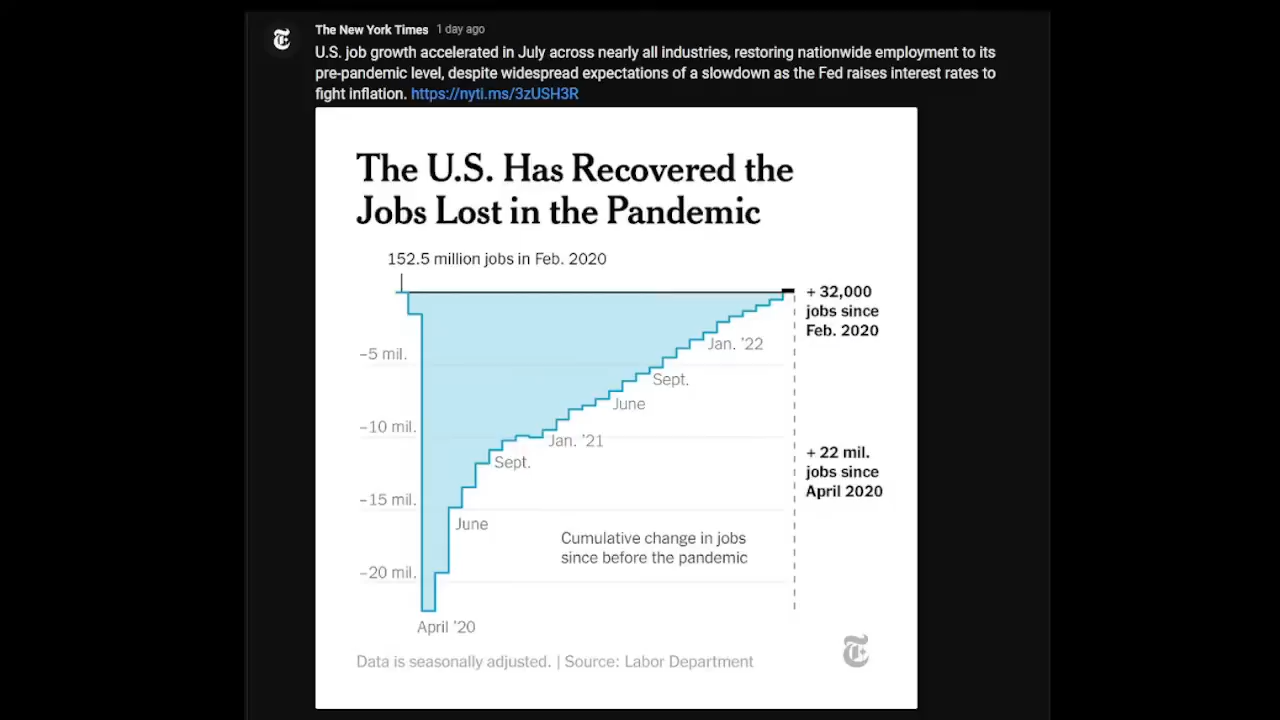 The New York Times 1 day ago
U.S. job growth accelerated in July across nearly all industries, restoring nationwide employment to its
pre-pandemic level, despite widespread expectations of a slowdown as the Fed raises interest rates to
fight inflation. https://nyti.ms/3zUSH3R
The U.S. Has Recovered the
Jobs Lost in the Pandemic
152.5 million jobs in Feb. 2020
+ 32,000
jobs since
Feb. 2020
Jan. ’22
−5 mil.
Sept.
June
−10 mil.
Jan. ’21
Sept.
+ 22 mil.
jobs since
April 2020
−15 mil.
June
Cumulative change in jobs
since before the pandemic
−20 mil.
April ’20
Data is seasonally adjusted. | Source: Labor Department